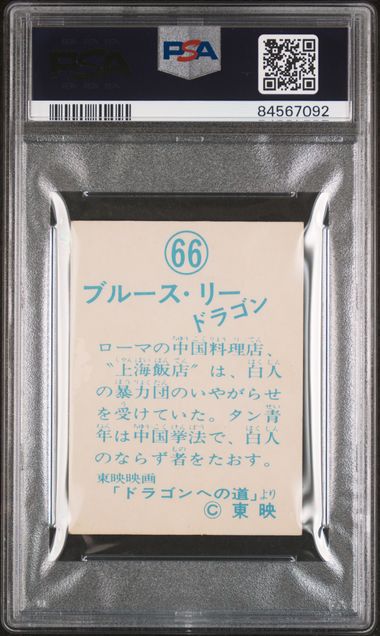 PSA
PSA
84567092
66
ブルース・リー
ドラゴン
ローマの中国料理店、
〝上海飯店〟は、白人
の暴力団のいやがらせ
を受けていた。タン青
年は中国拳法で、白人
のならず者をたおす。
東映映画
「ドラゴンへの道」より
© 東映